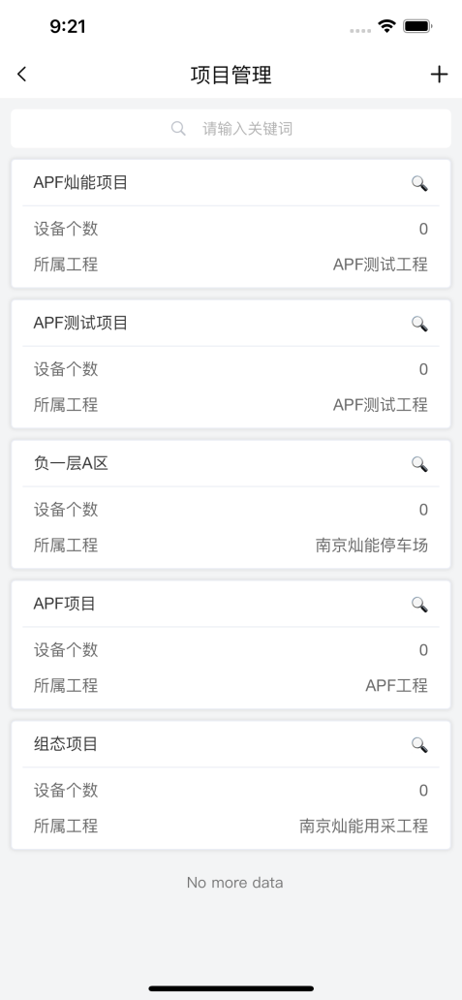 9:21
项目管理
请输入关键词
APF灿能项目
设备个数 0
所属工程 APF测试工程
APF测试项目
设备个数 0
所属工程 APF测试工程
负一层A区
设备个数 0
所属工程 南京灿能停车场
APF项目
设备个数 0
所属工程 APF工程
组态项目
设备个数 0
所属工程 南京灿能用采工程
No more data